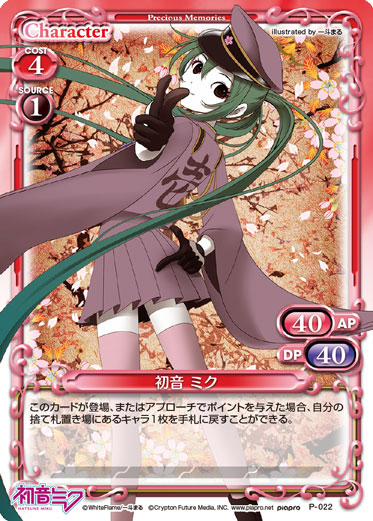 Precious Memories
Character
illustrated by 一斗まる
COST
4
SOURCE
1
40 AP
DP 40
初音 ミク
このカードが登場、またはアプローチでポイントを与えた場合、自分の
捨て札置き場にあるキャラ1枚を手札に戻すことができる。
初音ミク
HATSUNE MIKU
©WhiteFlame/一斗まる ©Crypton Future Media, INC. www.piapro.net piapro P-022